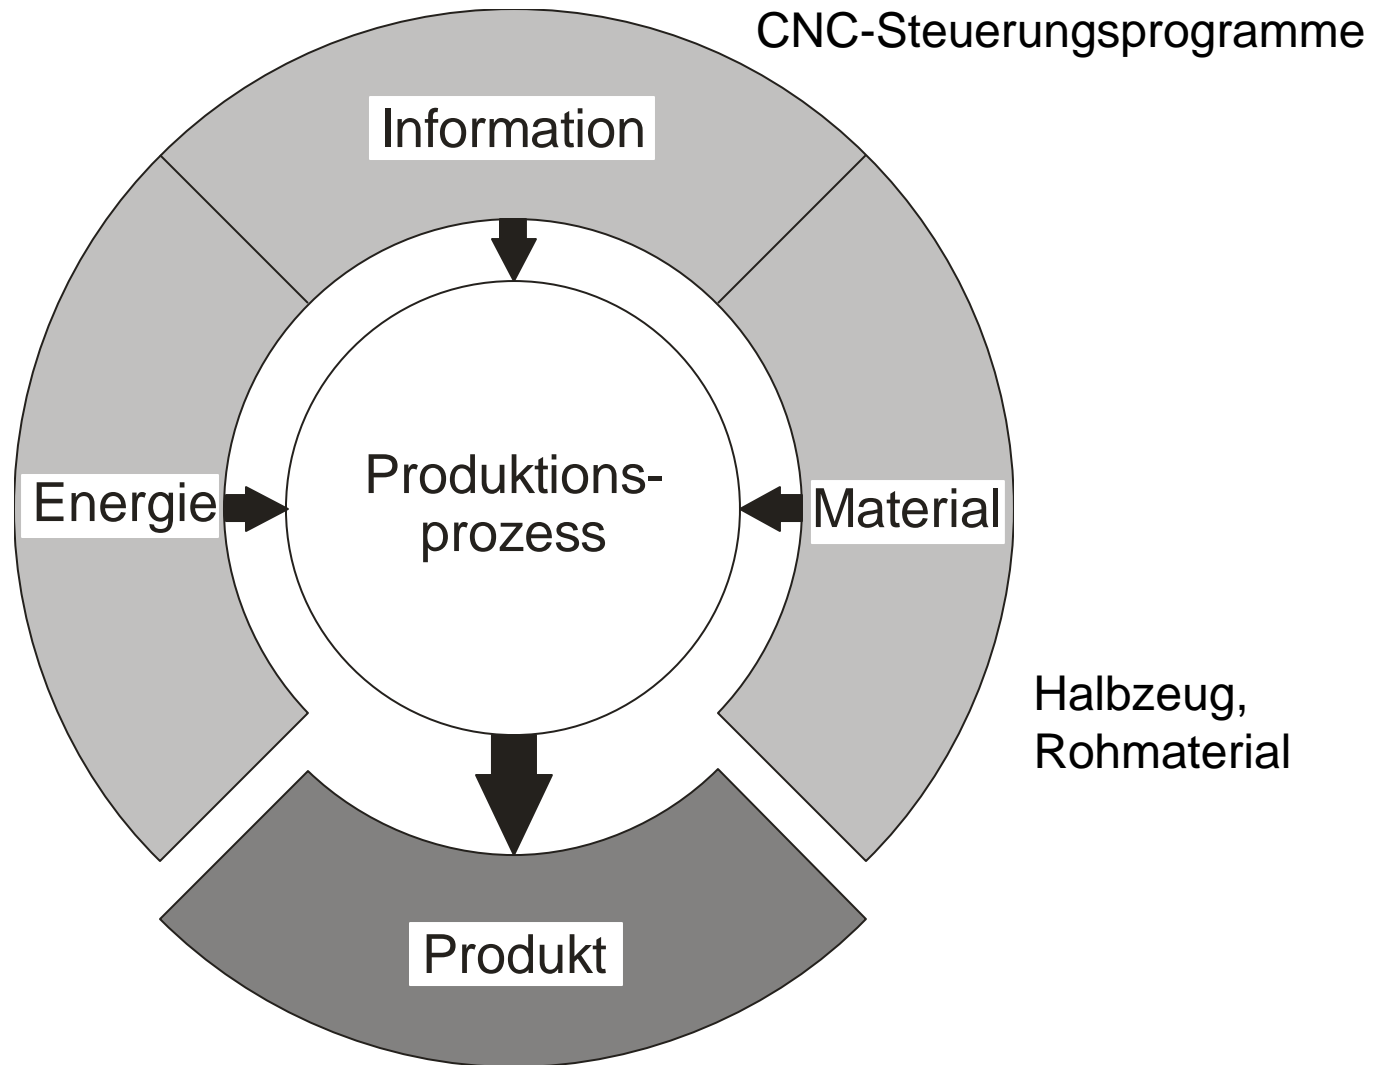 CNC-Steuerungsprogramme
Information
Energie
Produktions-
prozess
Material
Halbzeug,
Rohmaterial
Produkt